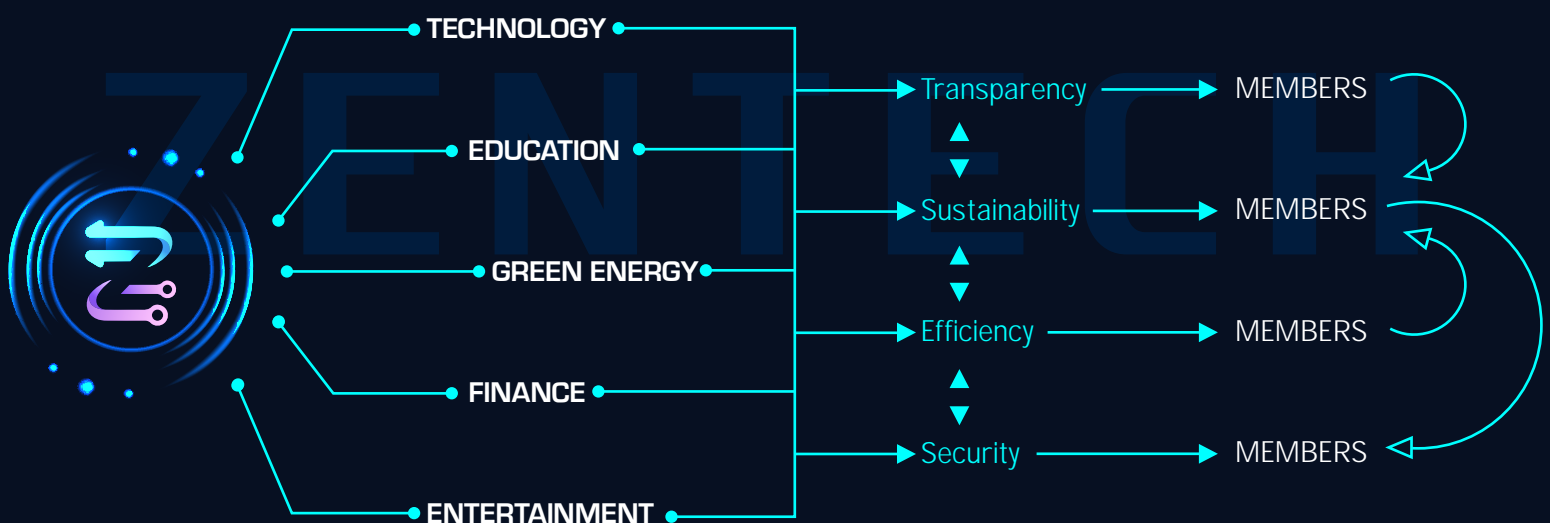 ZENTECH
TECHNOLOGY
EDUCATION
GREEN ENERGY
FINANCE
ENTERTAINMENT
Transparency
MEMBERS
Sustainability
MEMBERS
Efficiency
MEMBERS
Security
MEMBERS